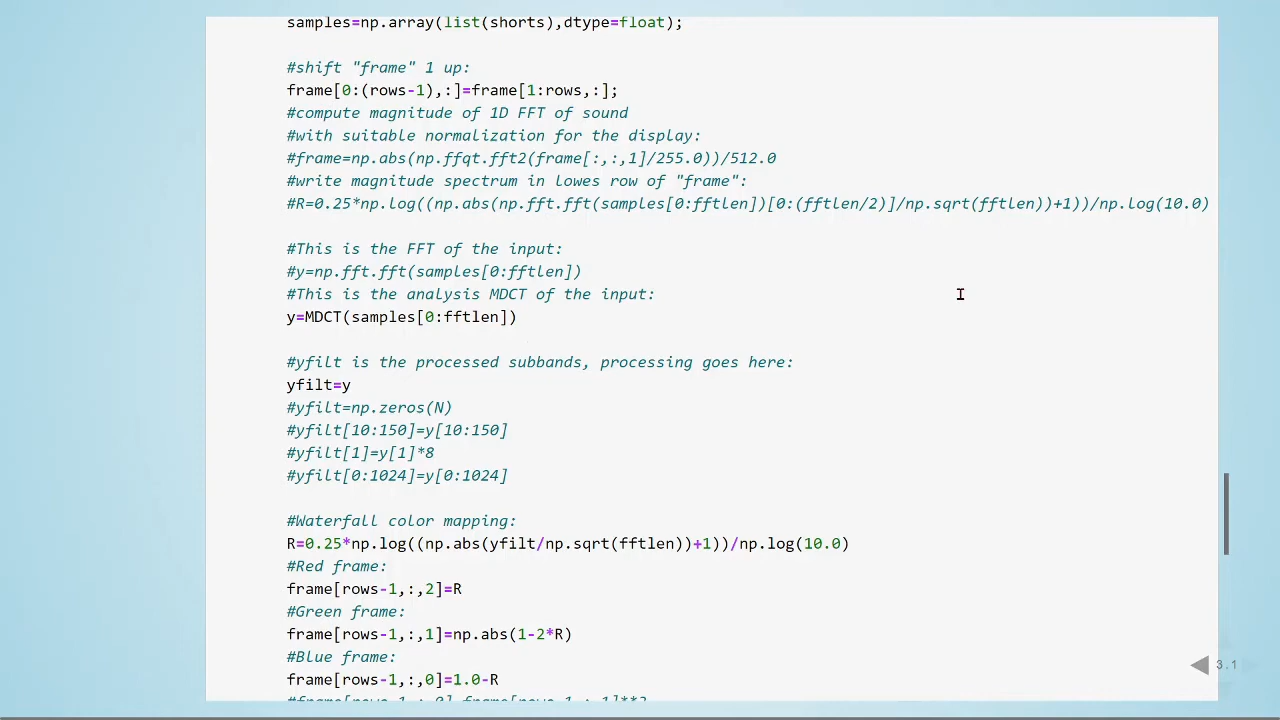 samples=np.array(list(shorts),dtype=float);
#shift "frame" 1 up:
frame[0:(rows-1),:]=frame[1:rows,:];
#compute magnitude of 1D FFT of sound
#with suitable normalization for the display:
#frame=np.abs(np.ffqt.fft2(frame[:,:,1]/255.0))/512.0
#write magnitude spectrum in lowes row of "frame":
#R=0.25*np.log((np.abs(np.fft.fft(samples[0:fftlen])[0:(fftlen/2)]/np.sqrt(fftlen))+1))/np.log(10.0)
#This is the FFT of the input:
#y=np.fft.fft(samples[0:fftlen])
#This is the analysis MDCT of the input:
y=MDCT(samples[0:fftlen])
#yfilt is the processed subbands, processing goes here:
yfilt=y
#yfilt=np.zeros(N)
#yfilt[10:150]=y[10:150]
#yfilt[1]=y[1]*8
#yfilt[0:1024]=y[0:1024]
#Waterfall color mapping:
R=0.25*np.log((np.abs(yfilt/np.sqrt(fftlen))+1))/np.log(10.0)
#Red frame:
frame[rows-1,:,2]=R
#Green frame:
frame[rows-1,:,1]=np.abs(1-2*R)
#Blue frame:
frame[rows-1,:,0]=1.0-R
3.1